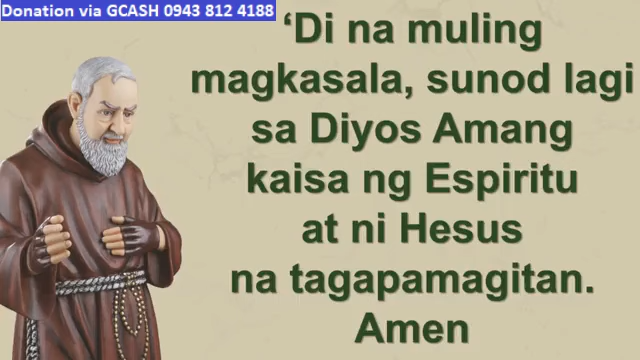 Donation via GCASH 0943 812 4188
‘Di na muling
magkasala, sunod lagi
sa Diyos Amang
kaisa ng Espiritu
at ni Hesus
na tagapamagitan.
Amen